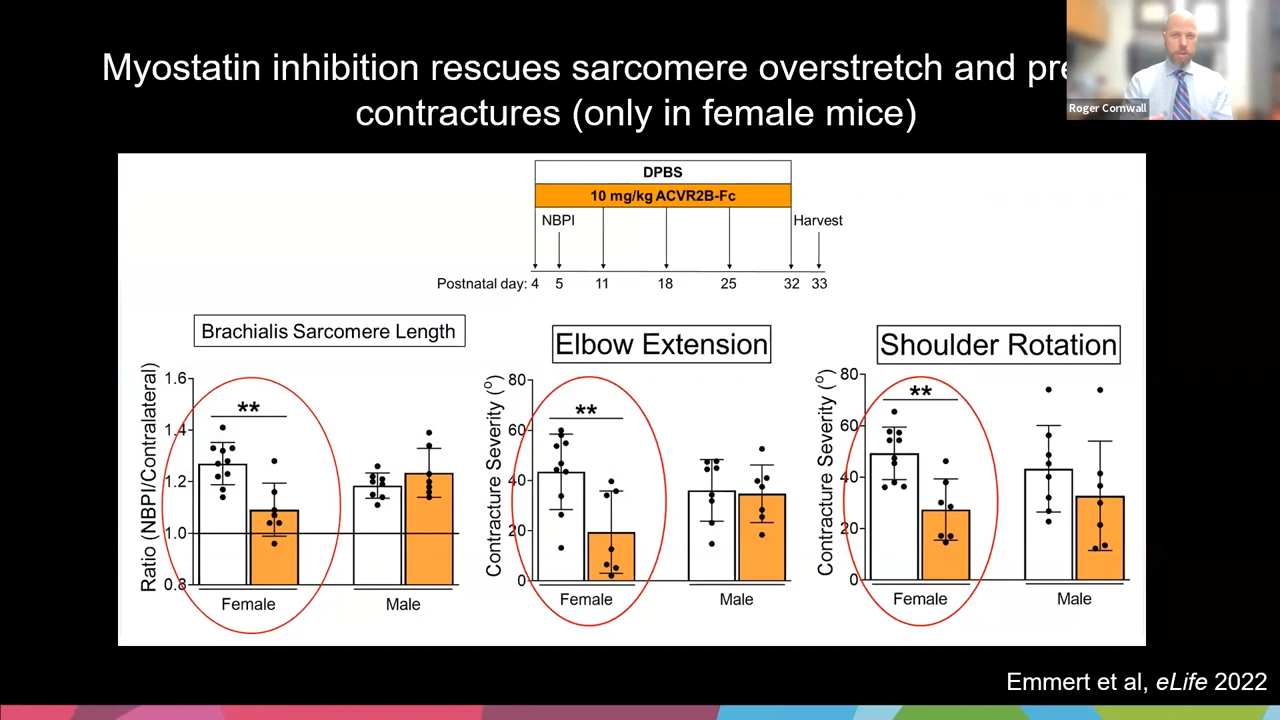 Myostatin inhibition rescues sarcomere overstretch and pre
contractures (only in female mice)
Roger Cornwall
DPBS
10 mg/kg ACVR2B-Fc
NBPI
Harvest
Postnatal day: 4 5 11 18 25 32 33
Brachialis Sarcomere Length
Ratio (NBPI/Contralateral)
1.6
1.4
1.2
1.0
0.8
**
Female
Male
Elbow Extension
Contracture Severity (°)
80
60
40
20
0
**
Female
Male
Shoulder Rotation
Contracture Severity (°)
80
60
40
20
0
**
Female
Male
Emmert et al, eLife 2022